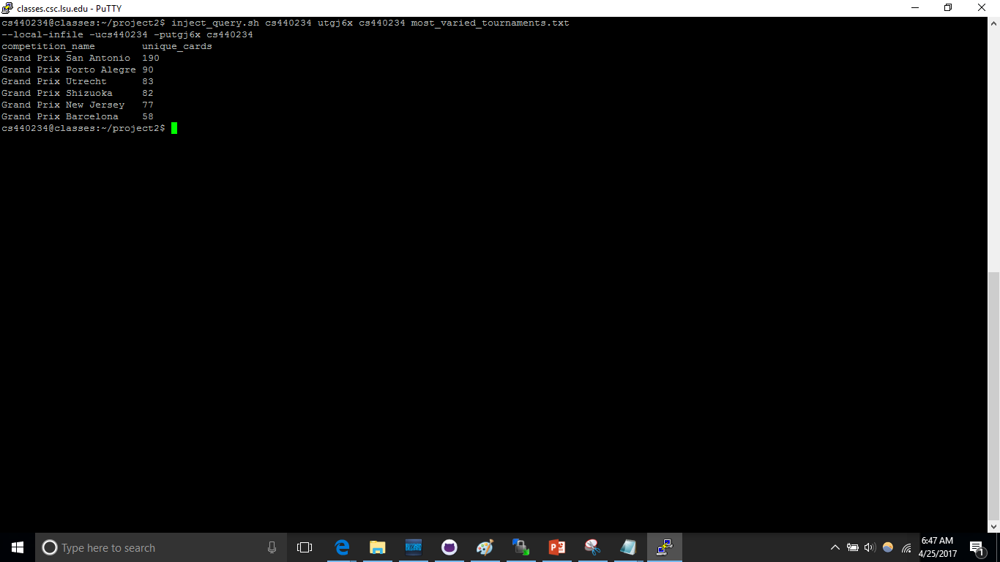 classes.csc.lsu.edu - PuTTY
cs440234@classes:~/project2$ inject_query.sh cs440234 utgj6x cs440234 most_varied_tournaments.txt
--local-infile -ucs440234 -putgj6x cs440234
competition_name unique_cards
Grand Prix San Antonio 190
Grand Prix Porto Alegre 90
Grand Prix Utrecht 83
Grand Prix Shizuoka 82
Grand Prix New Jersey 77
Grand Prix Barcelona 58
cs440234@classes:~/project2$
Type here to search
6:47 AM
4/25/2017
1